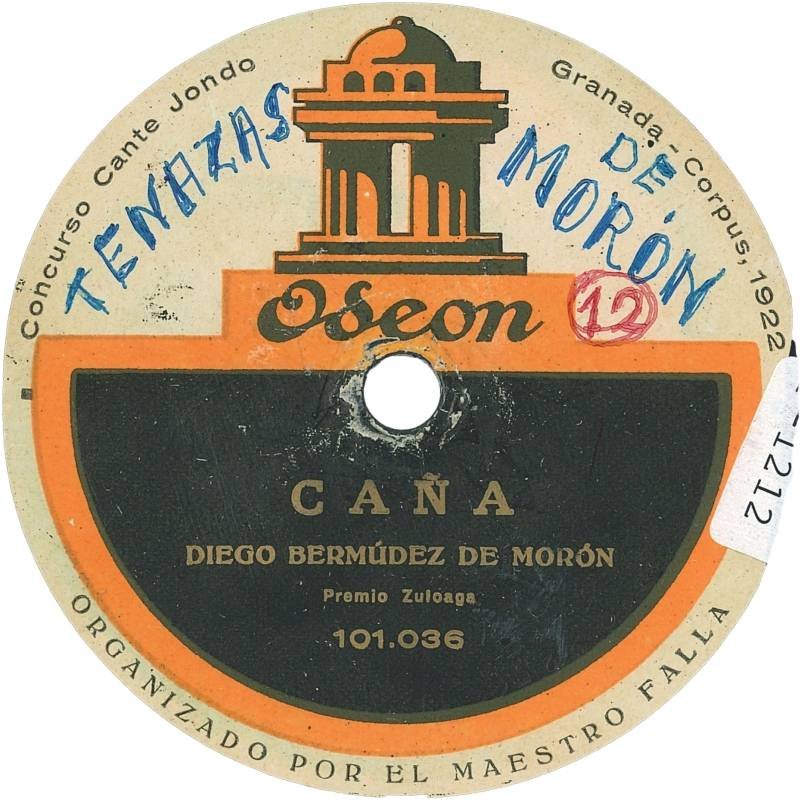 Concurso Cante Jondo
Granada - Corpus, 1922
TENAZAS
DE
MORÓN
Odeon
12
CAÑA
DIEGO BERMÚDEZ DE MORÓN
Premio Zuloaga
101.036
ORGANIZADO POR EL MAESTRO FALLA
-1212